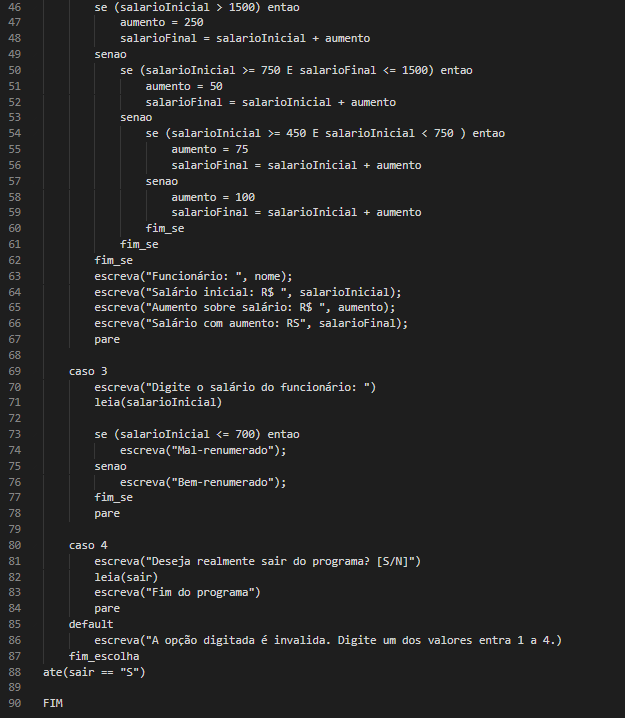 46 se (salarioInicial > 1500) entao
47 aumento = 250
48 salarioFinal = salarioInicial + aumento
49 senao
50 se (salarioInicial >= 750 E salarioFinal <= 1500) entao
51 aumento = 50
52 salarioFinal = salarioInicial + aumento
53 senao
54 se (salarioInicial >= 450 E salarioInicial < 750 ) entao
55 aumento = 75
56 salarioFinal = salarioInicial + aumento
57 senao
58 aumento = 100
59 salarioFinal = salarioInicial + aumento
60 fim_se
61 fim_se
62 fim_se
63 escreva("Funcionário: ", nome);
64 escreva("Salário inicial: R$ ", salarioInicial);
65 escreva("Aumento sobre salário: R$ ", aumento);
66 escreva("Salário com aumento: RS", salarioFinal);
67 pare
68
69 caso 3
70 escreva("Digite o salário do funcionário: ")
71 leia(salarioInicial)
72
73 se (salarioInicial <= 700) entao
74 escreva("Mal-renumerado");
75 senao
76 escreva("Bem-renumerado");
77 fim_se
78 pare
79
80 caso 4
81 escreva("Deseja realmente sair do programa? [S/N]")
82 leia(sair)
83 escreva("Fim do programa")
84 pare
85 default
86 escreva("A opção digitada é invalida. Digite um dos valores entra 1 a 4.)
87 fim_escolha
88 ate(sair == "S")
89
90 FIM